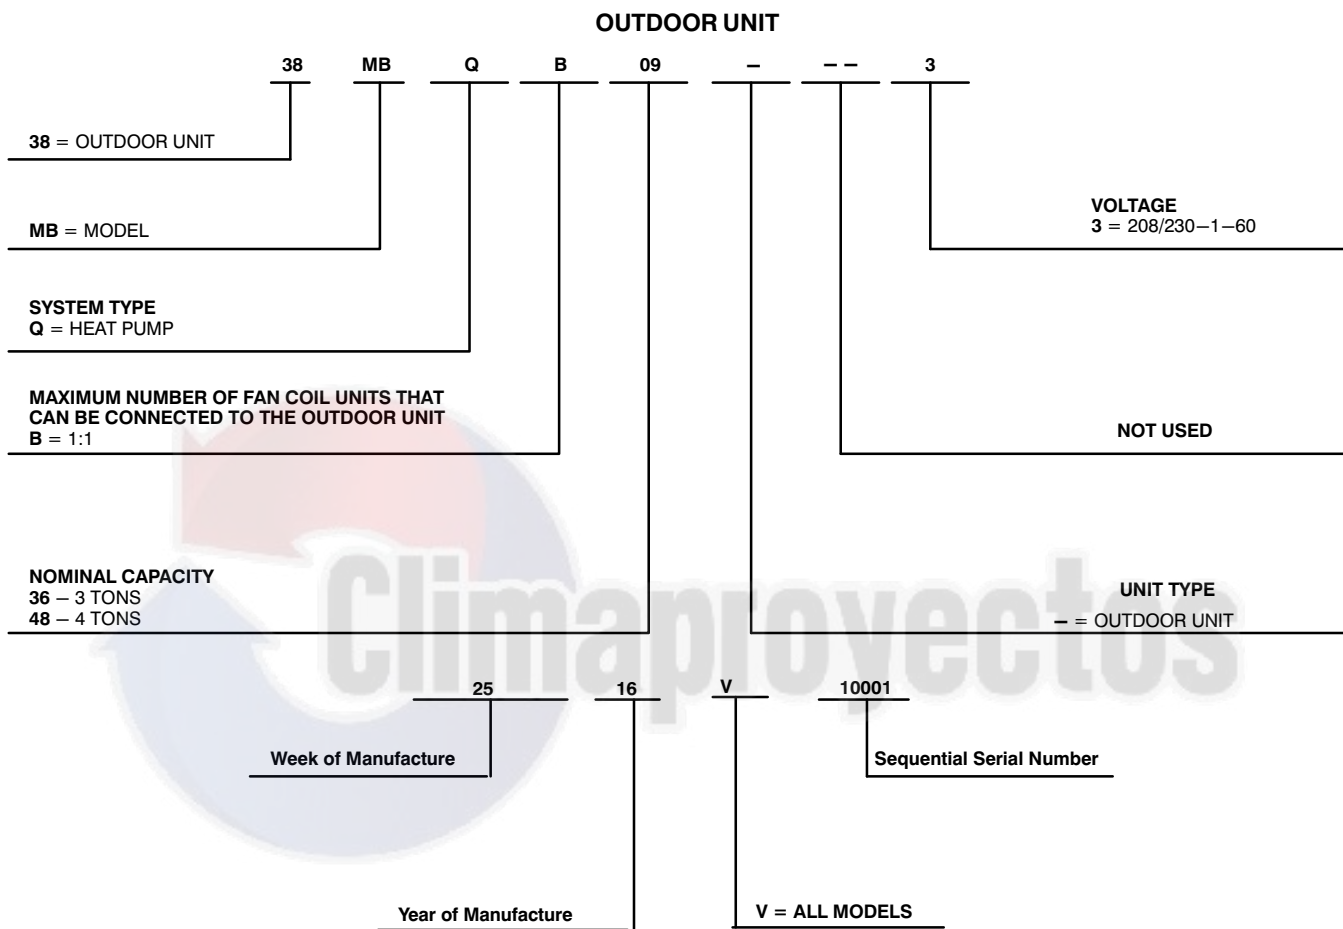 OUTDOOR UNIT
38 MB Q B 09 – – – 3
38 = OUTDOOR UNIT
MB = MODEL
VOLTAGE
3 = 208/230–1–60
SYSTEM TYPE
Q = HEAT PUMP
MAXIMUM NUMBER OF FAN COIL UNITS THAT
CAN BE CONNECTED TO THE OUTDOOR UNIT
B = 1:1
NOT USED
NOMINAL CAPACITY
36 – 3 TONS
48 – 4 TONS
UNIT TYPE
– = OUTDOOR UNIT
Climaproyectos
25 16 V 10001
Week of Manufacture
Sequential Serial Number
Year of Manufacture
V = ALL MODELS